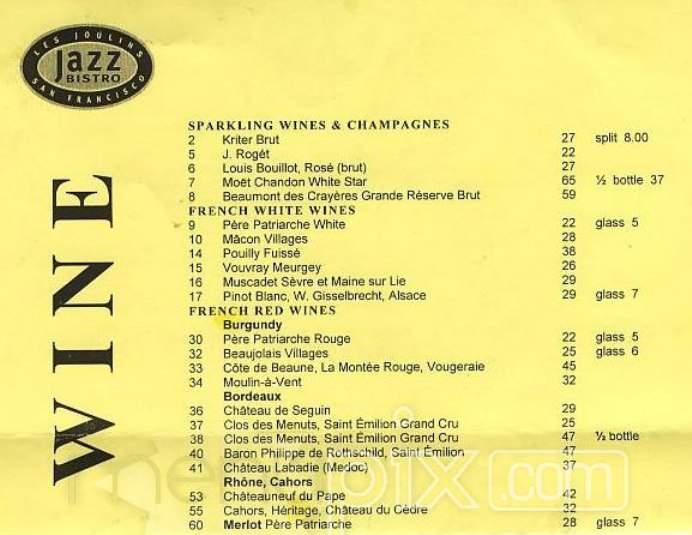 LES JOULINS
Jazz
BISTRO
SAN FRANCISCO
WINE
SPARKLING WINES & CHAMPAGNES
2 Kriter Brut 27 split 8.00
5 J. Rogét 22
6 Louis Bouillot, Rosé (brut) 27
7 Moët Chandon White Star 65 ½ bottle 37
8 Beaumont des Crayères Grande Réserve Brut 59
FRENCH WHITE WINES
9 Père Patriarche White 22 glass 5
10 Mâcon Villages 28
14 Pouilly Fuissé 38
15 Vouvray Meurgey 26
16 Muscadet Sèvre et Maine sur Lie 29
17 Pinot Blanc, W. Gisselbrecht, Alsace 29 glass 7
FRENCH RED WINES
Burgundy
30 Père Patriarche Rouge 22 glass 5
32 Beaujolais Villages 25 glass 6
33 Côte de Beaune, La Montée Rouge, Vougeraie 45
34 Moulin-à-Vent 32
Bordeaux
36 Château de Seguin 29
37 Clos des Menuts, Saint Émilion Grand Cru 25
38 Clos des Menuts, Saint Émilion Grand Cru 47 ½ bottle
40 Baron Philippe de Rothschild, Saint Émilion 47
41 Château Labadie (Medoc) 37
Rhône, Cahors
53 Châteauneuf du Pape 42
55 Cahors, Héritage, Château du Cèdre 32
60 Merlot Père Patriarche 28 glass 7
menupix.com